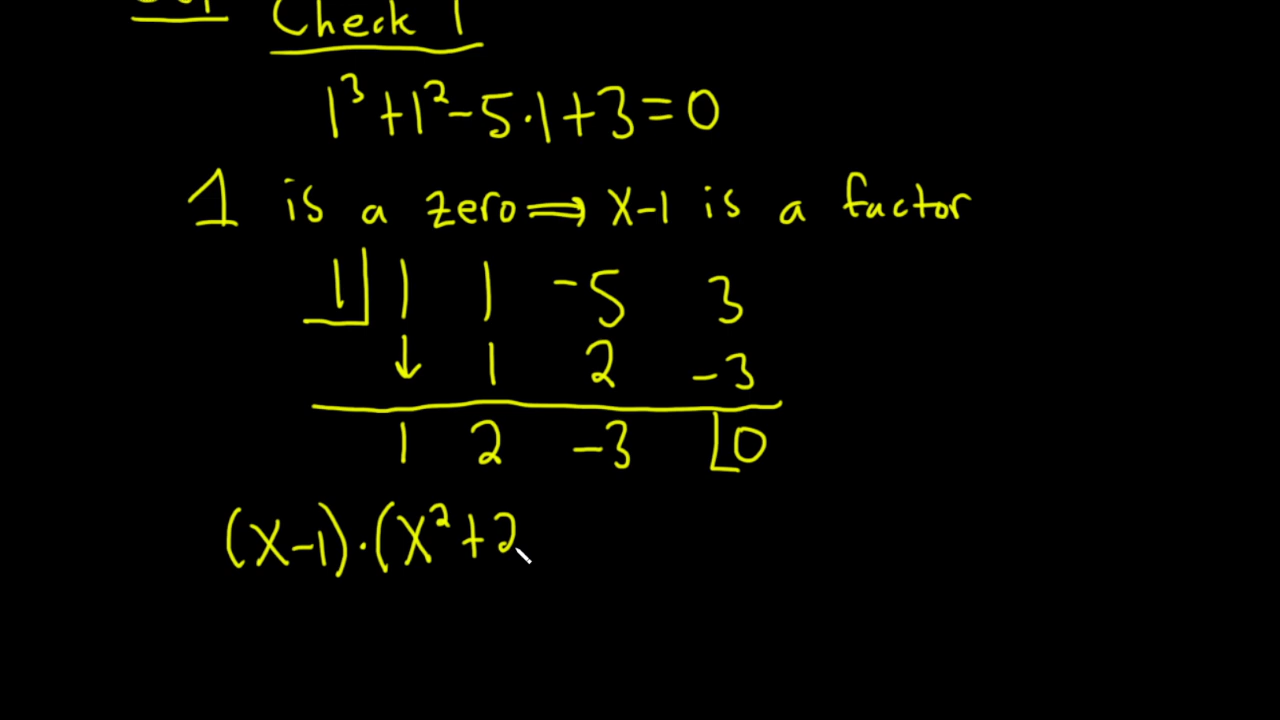 Check 1
1³+1²-5·1+3=0
1 is a zero⇒x-1 is a factor
1 1 1 -5 3
↓ 1 2 -3
1 2 -3 0
(x-1)·(x²+2